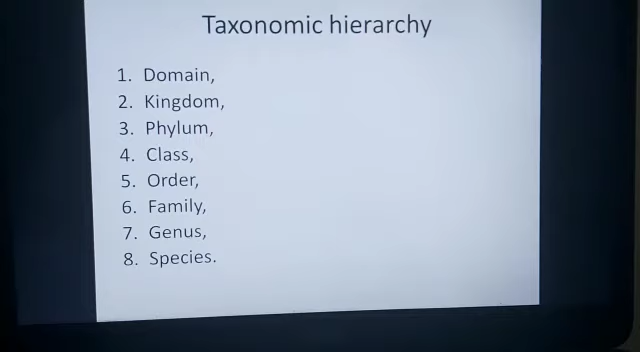 Taxonomic hierarchy
1. Domain,
2. Kingdom,
3. Phylum,
4. Class,
5. Order,
6. Family,
7. Genus,
8. Species.